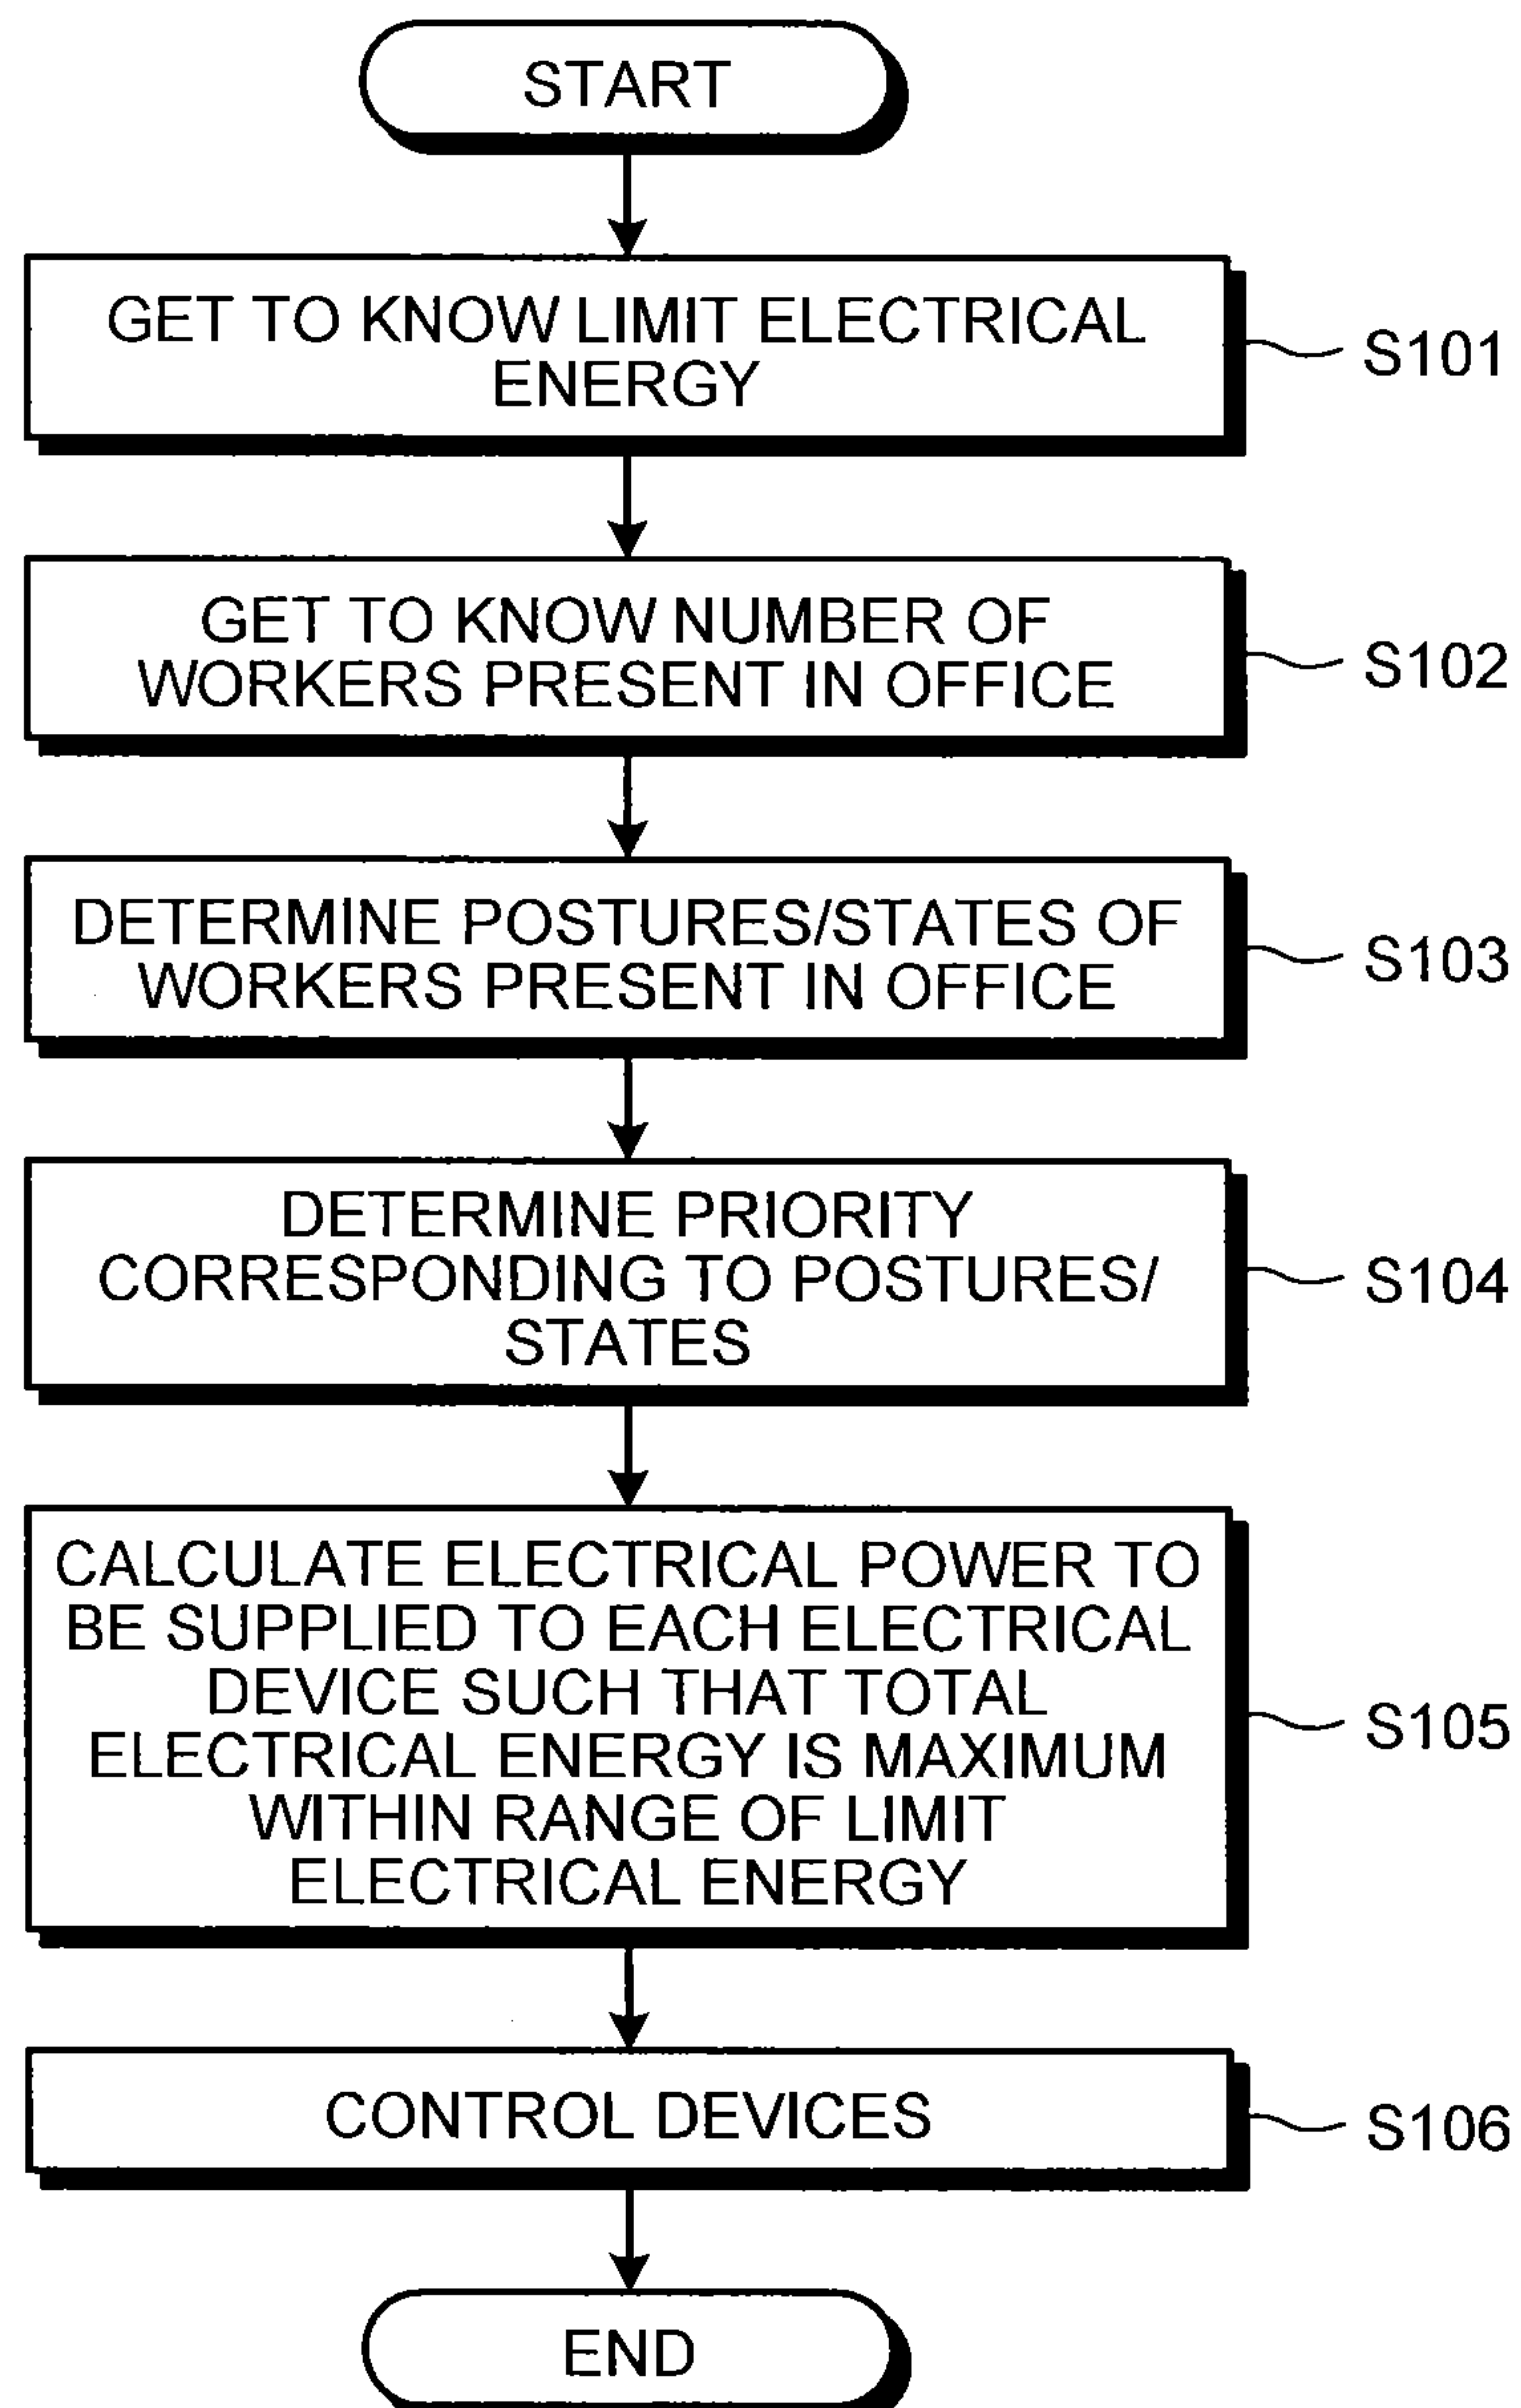 START
GET TO KNOW LIMIT ELECTRICAL
ENERGY
S101
GET TO KNOW NUMBER OF
WORKERS PRESENT IN OFFICE
S102
DETERMINE POSTURES/STATES OF
WORKERS PRESENT IN OFFICE
S103
DETERMINE PRIORITY
CORRESPONDING TO POSTURES/
STATES
S104
CALCULATE ELECTRICAL POWER TO
BE SUPPLIED TO EACH ELECTRICAL
DEVICE SUCH THAT TOTAL
ELECTRICAL ENERGY IS MAXIMUM
WITHIN RANGE OF LIMIT
ELECTRICAL ENERGY
S105
CONTROL DEVICES
S106
END